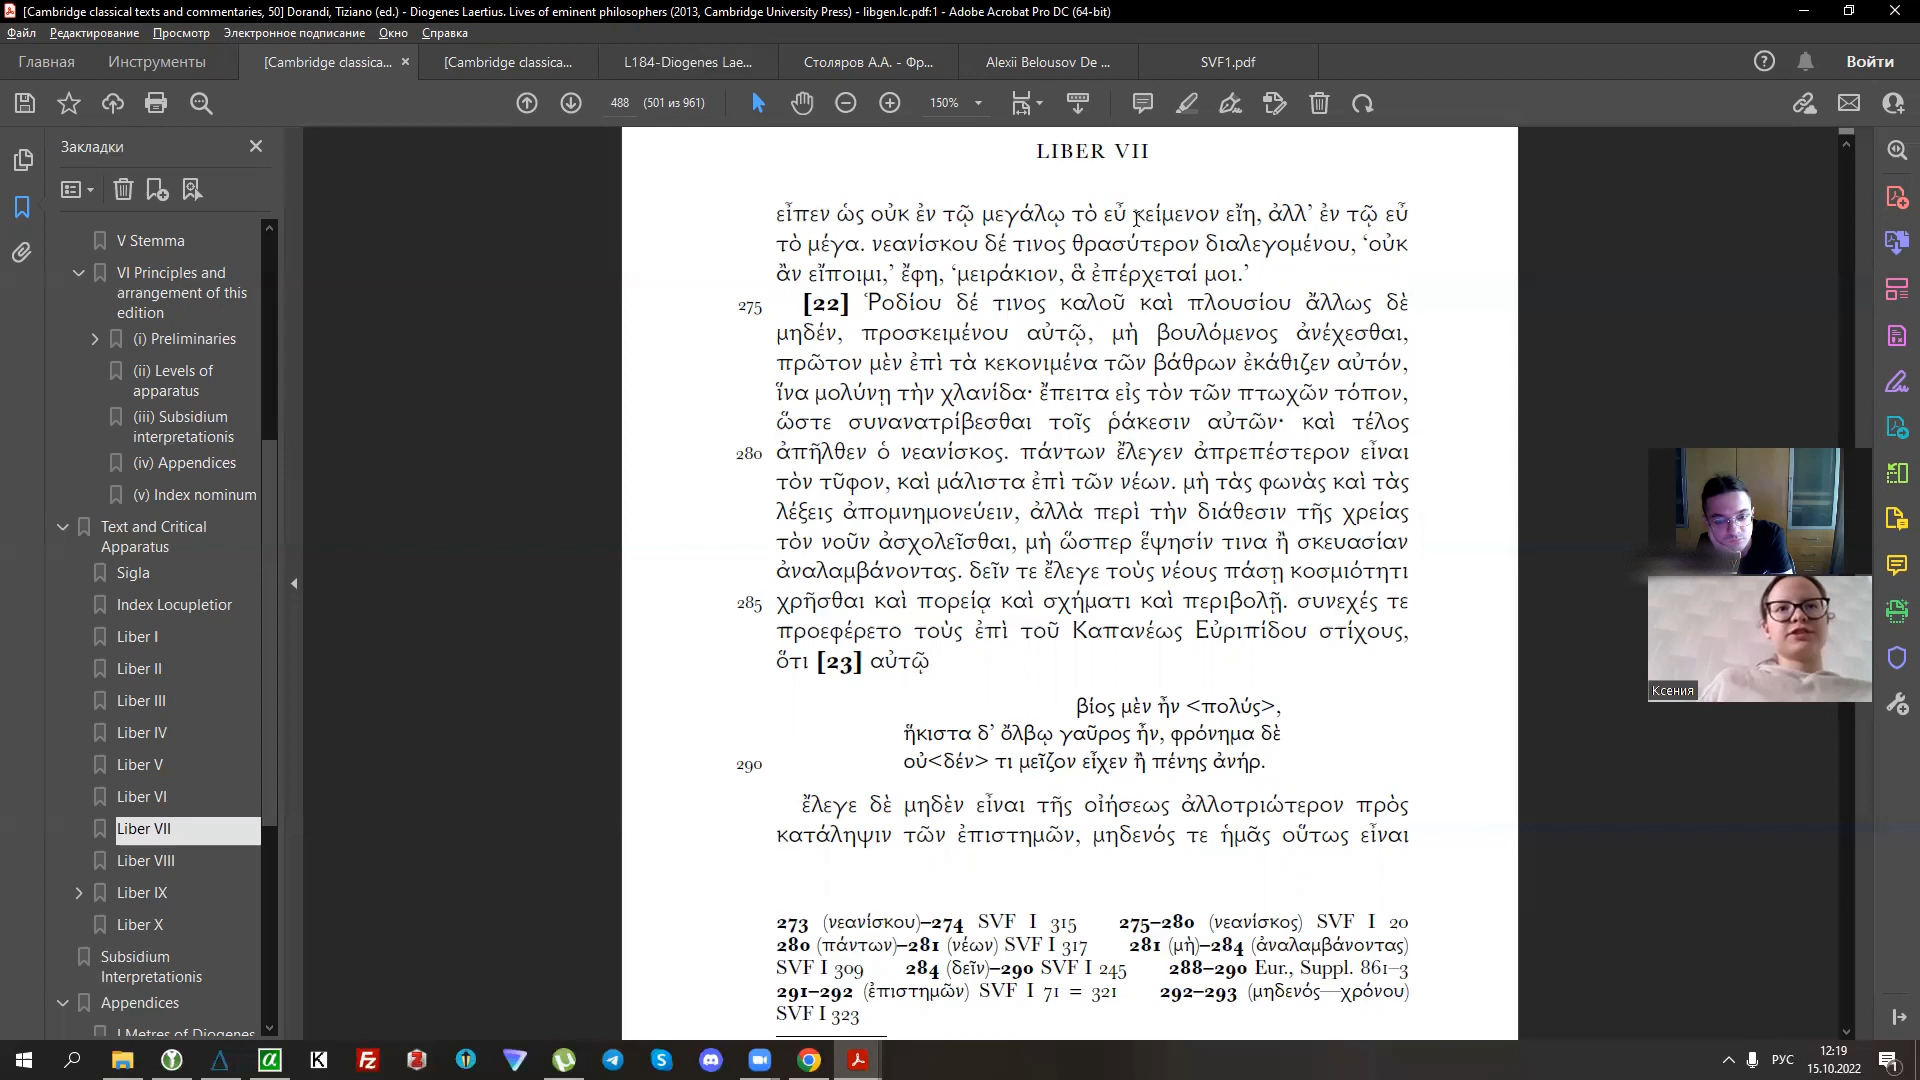 [Cambridge classical texts and commentaries, 50] Dorandi, Tiziano (ed.) - Diogenes Laertius. Lives of eminent philosophers (2013, Cambridge University Press) - libgen.lc.pdf:1 - Adobe Acrobat Pro DC (64-bit)
Файл Редактирование Просмотр Электронное подписание Окно Справка
Главная Инструменты [Cambridge classica... × [Cambridge classica... L184-Diogenes Lae... Столяров А.А. - Фр... Alexii Belousov De ... SVF1.pdf Войти
488 (501 из 961) 150%
Закладки
V Stemma
VI Principles and
arrangement of this
edition
(i) Preliminaries
(ii) Levels of
apparatus
(iii) Subsidium
interpretationis
(iv) Appendices
(v) Index nominum
Text and Critical
Apparatus
Sigla
Index Locupletior
Liber I
Liber II
Liber III
Liber IV
Liber V
Liber VI
Liber VII
Liber VIII
Liber IX
Liber X
Subsidium
Interpretationis
Appendices
I Metres of Diogenes
LIBER VII
εἶπεν ὡς οὐκ ἐν τῷ μεγάλῳ τὸ εὖ κείμενον εἴη, ἀλλ’ ἐν τῷ εὖ
τὸ μέγα. νεανίσκου δέ τινος θρασύτερον διαλεγομένου, ‘οὐκ
ἂν εἴποιμι,’ ἔφη, ‘μειράκιον, ἃ ἐπέρχεταί μοι.’
275 [22] Ῥοδίου δέ τινος καλοῦ καὶ πλουσίου ἄλλως δὲ
μηδέν, προσκειμένου αὐτῷ, μὴ βουλόμενος ἀνέχεσθαι,
πρῶτον μὲν ἐπὶ τὰ κεκονιμένα τῶν βάθρων ἐκάθιζεν αὐτόν,
ἵνα μολύνῃ τὴν χλανίδα· ἔπειτα εἰς τὸν τῶν πτωχῶν τόπον,
ὥστε συνανατρίβεσθαι τοῖς ῥάκεσιν αὐτῶν· καὶ τέλος
280 ἀπῆλθεν ὁ νεανίσκος. πάντων ἔλεγεν ἀπρεπέστερον εἶναι
τὸν τῦφον, καὶ μάλιστα ἐπὶ τῶν νέων. μὴ τὰς φωνὰς καὶ τὰς
λέξεις ἀπομνημονεύειν, ἀλλὰ περὶ τὴν διάθεσιν τῆς χρείας
τὸν νοῦν ἀσχολεῖσθαι, μὴ ὥσπερ ἕψησίν τινα ἢ σκευασίαν
ἀναλαμβάνοντας. δεῖν τε ἔλεγε τοὺς νέους πάσῃ κοσμιότητι
285 χρῆσθαι καὶ πορείᾳ καὶ σχήματι καὶ περιβολῇ. συνεχές τε
προεφέρετο τοὺς ἐπὶ τοῦ Καπανέως Εὐριπίδου στίχους,
ὅτι [23] αὐτῷ
βίος μὲν ἦν <πολύς>,
ἥκιστα δ’ ὄλβῳ γαῦρος ἦν, φρόνημα δὲ
290 οὐ<δέν> τι μεῖζον εἶχεν ἢ πένης ἀνήρ.
ἔλεγε δὲ μηδὲν εἶναι τῆς οἰήσεως ἀλλοτριώτερον πρὸς
κατάληψιν τῶν ἐπιστημῶν, μηδενός τε ἡμᾶς οὕτως εἶναι
273 (νεανίσκου)–274 SVF I 315 275–280 (νεανίσκος) SVF I 20
280 (πάντων)–281 (νέων) SVF I 317 281 (μὴ)–284 (ἀναλαμβάνοντας)
SVF I 309 284 (δεῖν)–290 SVF I 245 288–290 Eur., Suppl. 861–3
291–292 (ἐπιστημῶν) SVF I 71 = 321 292–293 (μηδενός—χρόνου)
SVF I 323
Ксения
РУС 12:19
15.10.2022